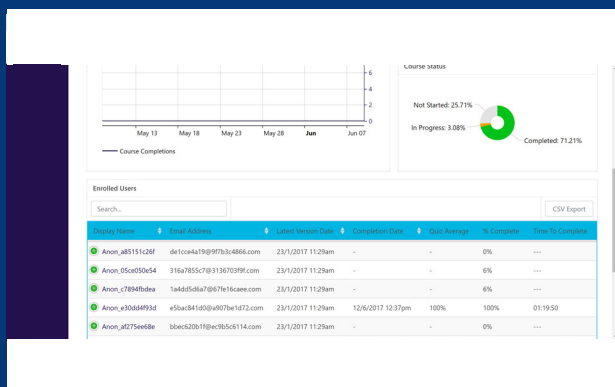 Course Status
6
4
2
0
May 13 May 18 May 23 May 28 Jun Jun 07
Course Completions
Not Started: 25.71%
In Progress: 3.08%
Completed: 71.21%
Enrolled Users
Search... CSV Export
Display Name Email Address Latest Version Date Completion Date Quiz Average % Complete Time To Complete
Anon_a85151c26f de1cce4a19@9f7b3c4866.com 23/1/2017 11:29am - - 0% ---
Anon_05ce050e54 316a7855c7@3136703f9f.com 23/1/2017 11:29am - - 6% ---
Anon_c7894fbdea 1a4dd5d6a7@67fe16caee.com 23/1/2017 11:29am - - 6% ---
Anon_e30dd4f93d e5bac841d0@a907be1d72.com 23/1/2017 11:29am 12/6/2017 12:37pm 100% 100% 01:19:50
Anon_af275ee68e bbec620b1f@ec9b5c6114.com 23/1/2017 11:29am - - 0% ---